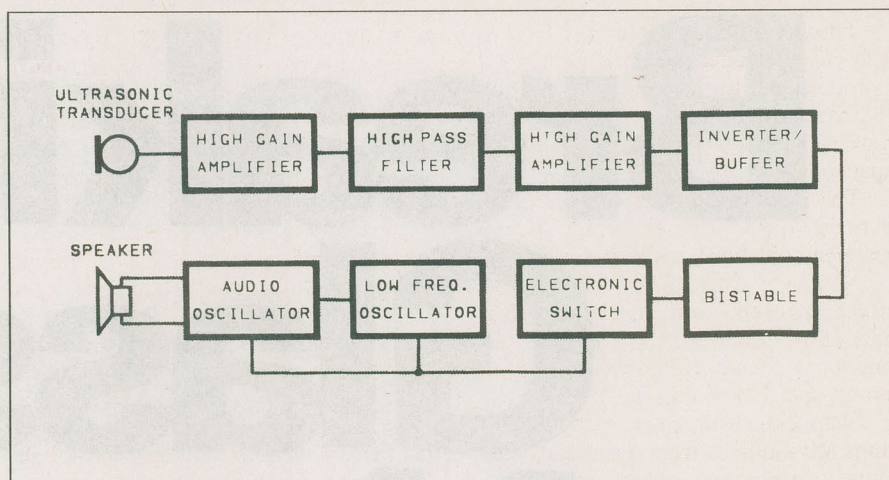 ULTRASONIC
TRANSDUCER
HIGH GAIN
AMPLIFIER
HIGH PASS
FILTER
HIGH GAIN
AMPLIFIER
INVERTER/
BUFFER
SPEAKER
AUDIO
OSCILLATOR
LOW FREQ.
OSCILLATOR
ELECTRONIC
SWITCH
BISTABLE